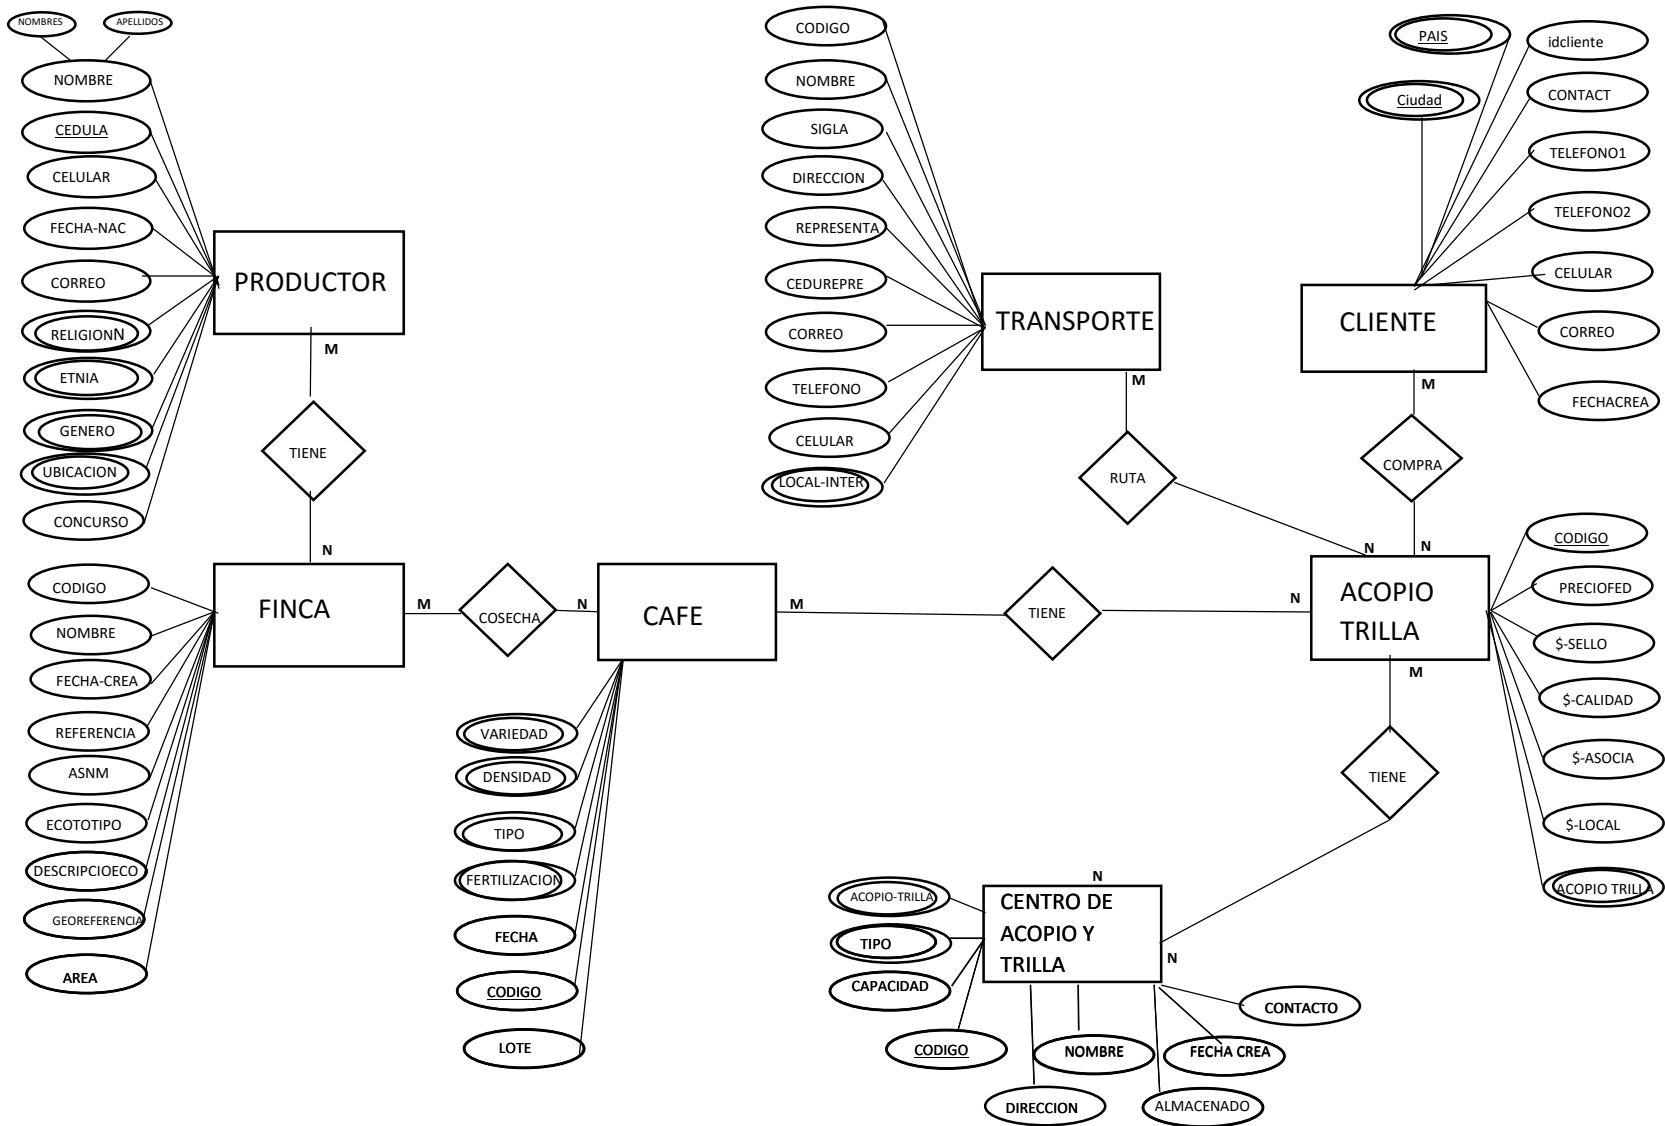 NOMBRES
APELLIDOS
NOMBRE
CEDULA
CELULAR
FECHA-NAC
CORREO
RELIGIONN
ETNIA
GENERO
UBICACION
CONCURSO
PRODUCTOR
M
TIENE
N
CODIGO
NOMBRE
FECHA-CREA
REFERENCIA
ASNM
ECOTOTIPO
DESCRIPCIOECO
GEOREFERENCIA
AREA
FINCA
M
COSECHA
N
CAFE
M
VARIEDAD
DENSIDAD
TIPO
FERTILIZACION
FECHA
CODIGO
LOTE
CODIGO
NOMBRE
SIGLA
DIRECCION
REPRESENTA
CEDUREPRE
CORREO
TELEFONO
CELULAR
LOCAL-INTER
TRANSPORTE
M
RUTA
N
TIENE
N
PAIS
Ciudad
idcliente
CONTACT
TELEFONO1
TELEFONO2
CELULAR
CORREO
FECHACREA
CLIENTE
M
COMPRA
N
ACOPIO
TRILLA
M
CODIGO
PRECIOFED
$-SELLO
$-CALIDAD
$-ASOCIA
$-LOCAL
ACOPIO TRILLA
TIENE
N
CENTRO DE
ACOPIO Y
TRILLA
N
ACOPIO-TRILLA
TIPO
CAPACIDAD
CODIGO
DIRECCION
NOMBRE
ALMACENADO
FECHA CREA
CONTACTO